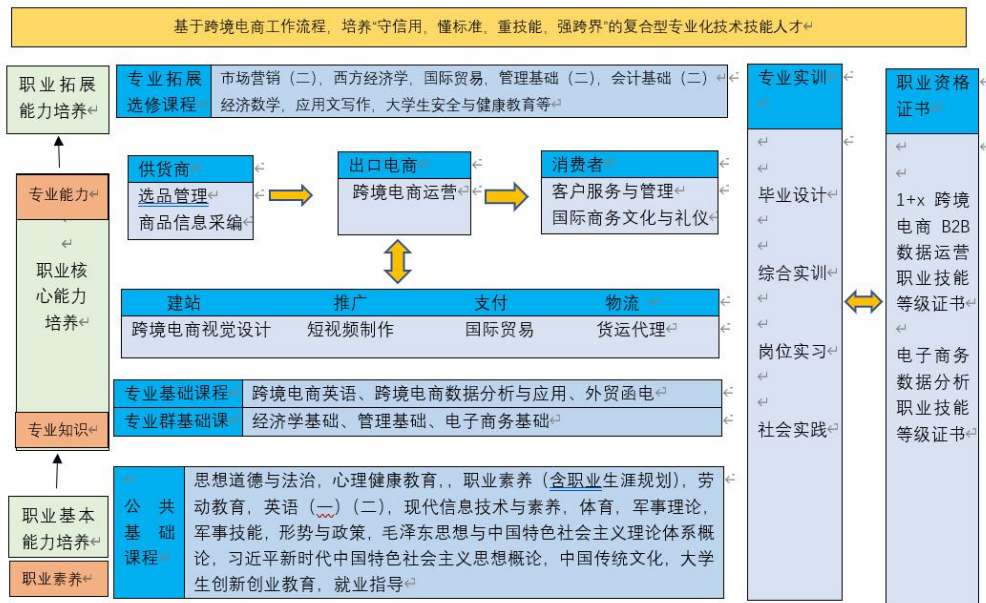 基于跨境电商工作流程，培养“守信用，懂标准，重技能，强跨界”的复合型专业化技术技能人才
职业拓展
能力培养
专业能力
职业核
心能力
培养
专业知识
职业基本
能力培养
职业素养
专业拓展
选修课程
市场营销（二），西方经济学，国际贸易，管理基础（二），会计基础（二）
经济数学，应用文写作，大学生安全与健康教育等
供货商
选品管理
商品信息采编
出口电商
跨境电商运营
消费者
客户服务与管理
国际商务文化与礼仪
建站 推广 支付 物流
跨境电商视觉设计 短视频制作 国际贸易 货运代理
专业基础课程 跨境电商英语、跨境电商数据分析与应用、外贸函电
专业群基础课 经济学基础、管理基础、电子商务基础
公共
基础
课程
思想道德与法治，心理健康教育，，职业素养（含职业生涯规划），劳
动教育，英语（一）（二），现代信息技术与素养，体育，军事理论，
军事技能，形势与政策，毛泽东思想与中国特色社会主义理论体系概
论，习近平新时代中国特色社会主义思想概论，中国传统文化，大学
生创新创业教育，就业指导
专业实训
毕业设计
综合实训
岗位实习
社会实践
职业资格
证书
1+x 跨境
电商 B2B
数据运营
职业技能
等级证书
电子商务
数据分析
职业技能
等级证书